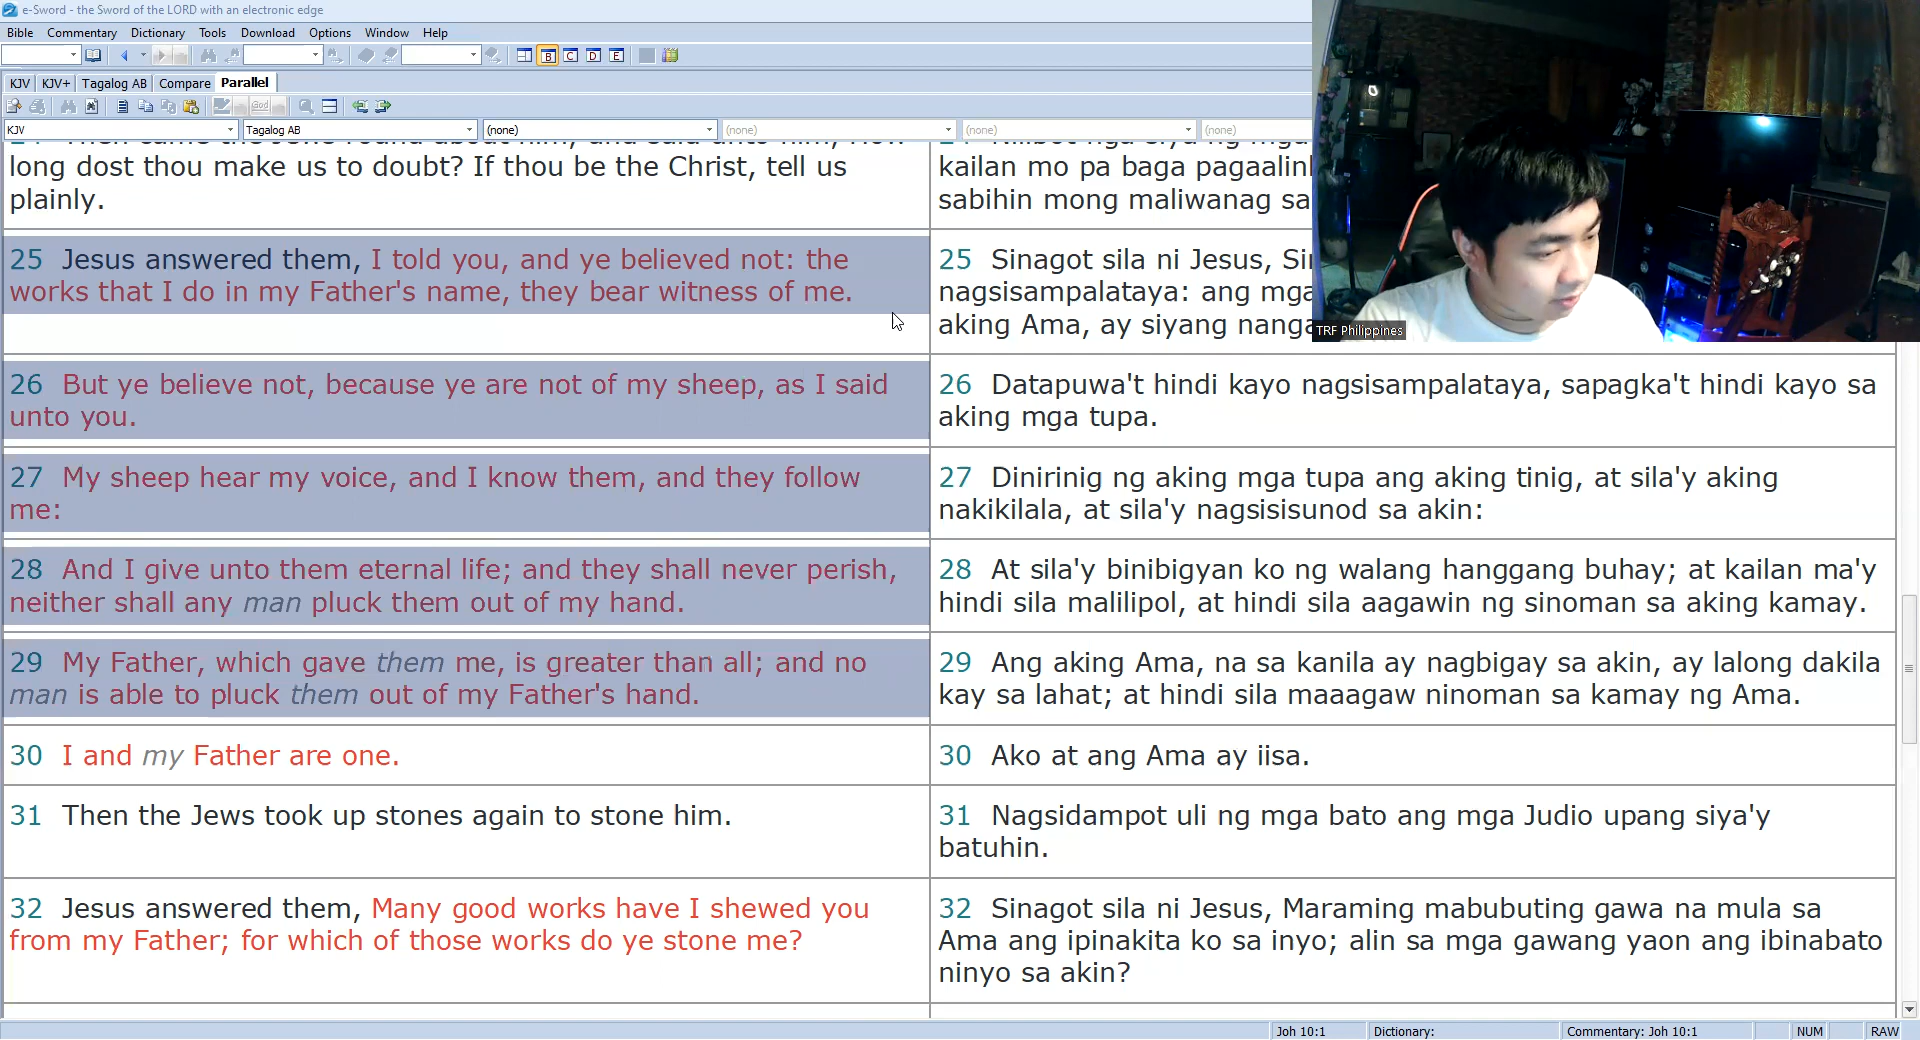 e-Sword - the Sword of the LORD with an electronic edge
Bible Commentary Dictionary Tools Download Options Window Help
KJV KJV+ Tagalog AB Compare Parallel
KJV Tagalog AB (none) (none) (none) (none)
long dost thou make us to doubt? If thou be the Christ, tell us
plainly.
25 Jesus answered them, I told you, and ye believed not: the
works that I do in my Father's name, they bear witness of me.
26 But ye believe not, because ye are not of my sheep, as I said
unto you.
27 My sheep hear my voice, and I know them, and they follow
me:
28 And I give unto them eternal life; and they shall never perish,
neither shall any man pluck them out of my hand.
29 My Father, which gave them me, is greater than all; and no
man is able to pluck them out of my Father's hand.
30 I and my Father are one.
31 Then the Jews took up stones again to stone him.
32 Jesus answered them, Many good works have I shewed you
from my Father; for which of those works do ye stone me?
kailan mo pa baga
sabihin mong maliwanag sa
25 Sinagot sila ni Jesus,
nagsisampalataya: ang
aking Ama, ay siyang
26 Datapuwa't hindi kayo nagsisampalataya, sapagka't hindi kayo sa
aking mga tupa.
27 Dinirinig ng aking mga tupa ang aking tinig, at sila'y aking
nakikilala, at sila'y nagsisisunod sa akin:
28 At sila'y binibigyan ko ng walang hanggang buhay; at kailan ma'y
hindi sila malilipol, at hindi sila aagawin ng sinoman sa aking kamay.
29 Ang aking Ama, na sa kanila ay nagbigay sa akin, ay lalong dakila
kay sa lahat; at hindi sila maaagaw ninoman sa kamay ng Ama.
30 Ako at ang Ama ay iisa.
31 Nagsidampot uli ng mga bato ang mga Judio upang siya'y
batuhin.
32 Sinagot sila ni Jesus, Maraming mabubuting gawa na mula sa
Ama ang ipinakita ko sa inyo; alin sa mga gawang yaon ang ibinabato
ninyo sa akin?
TRF Philippines
Joh 10:1 Dictionary: Commentary: Joh 10:1 NUM RAW